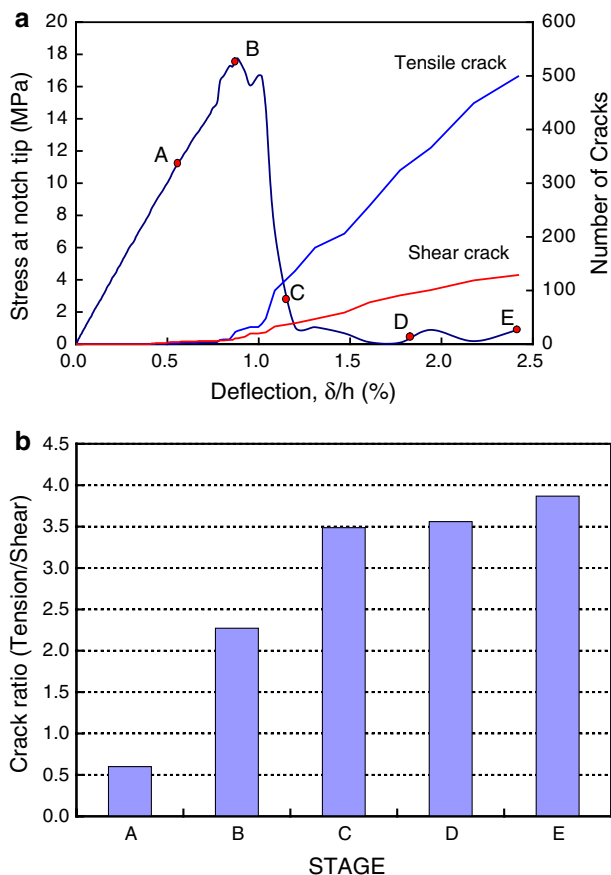 a
20
18
16
14
12
10
8
6
4
2
0
Stress at notch tip (MPa)
600
500
400
300
200
100
0
Number of Cracks
A
B
C
D
E
Tensile crack
Shear crack
0.0
0.5
1.0
1.5
2.0
2.5
Deflection, δ/h (%)
b
4.5
4.0
3.5
3.0
2.5
2.0
1.5
1.0
0.5
0.0
Crack ratio (Tension/Shear)
A
B
C
D
E
STAGE